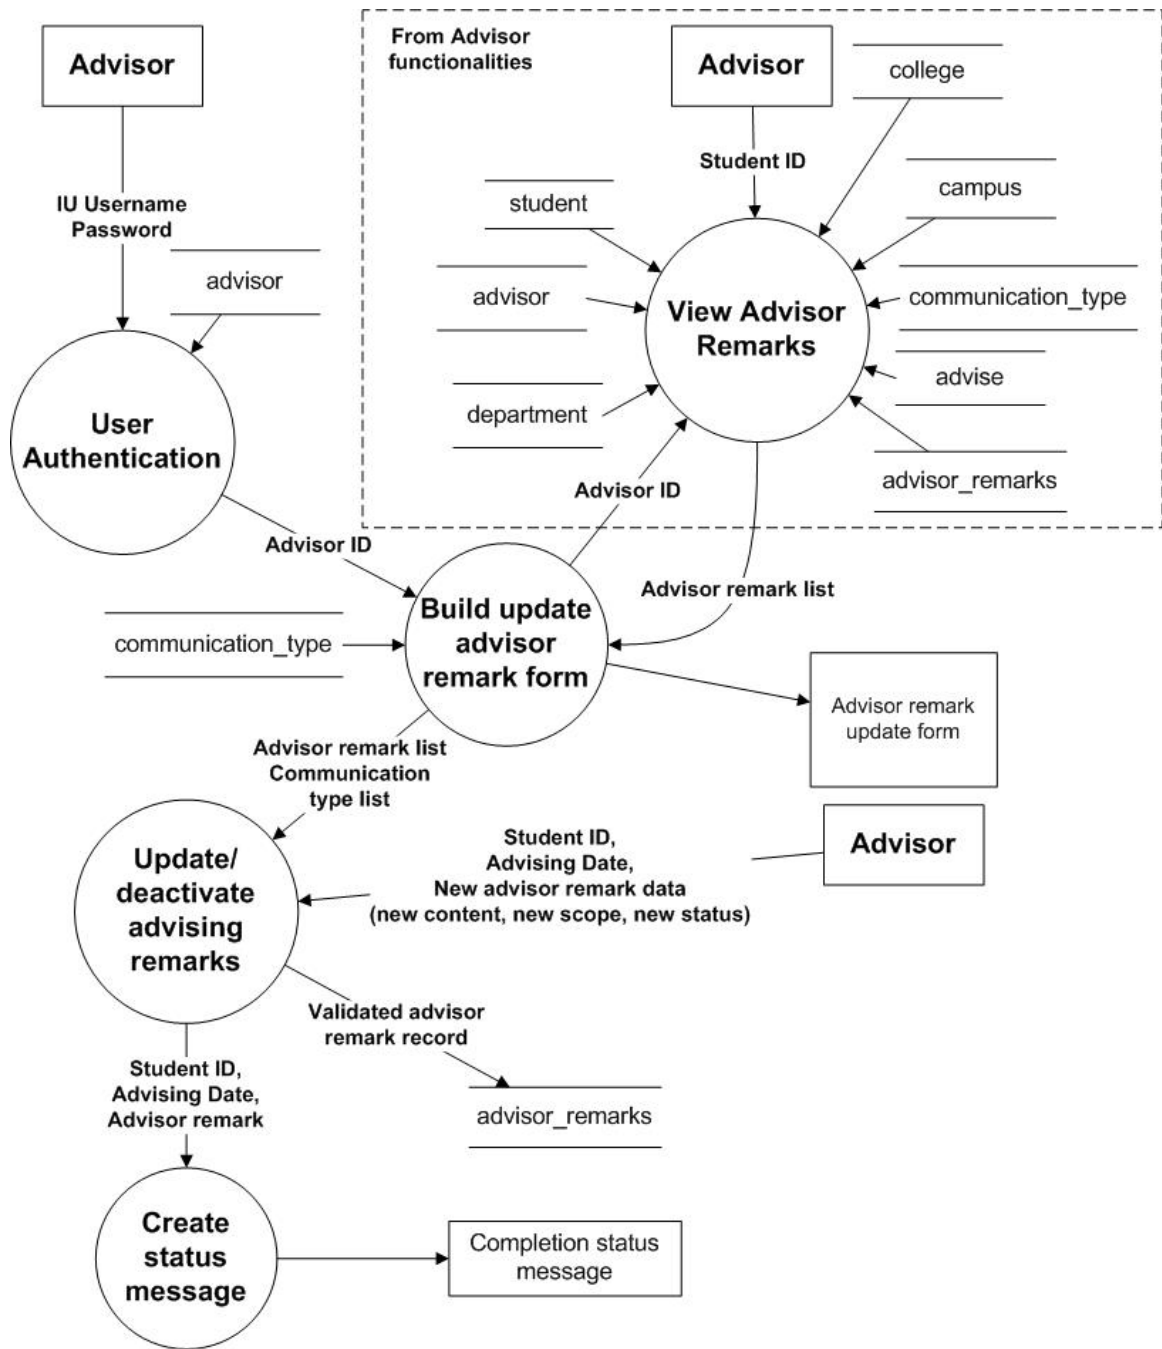 Advisor
From Advisor
functionalities
Advisor
college
Student ID
campus
student
IU Username
Password
advisor
advisor
communication_type
View Advisor
Remarks
advise
department
User
Authentication
advisor_remarks
Advisor ID
Advisor ID
Advisor remark list
Build update
advisor
remark form
communication_type
Advisor remark
update form
Advisor remark list
Communication
type list
Advisor
Student ID,
Advising Date,
New advisor remark data
(new content, new scope, new status)
Update/
deactivate
advising
remarks
Validated advisor
remark record
Student ID,
Advising Date,
Advisor remark
advisor_remarks
Create
status
message
Completion status
message